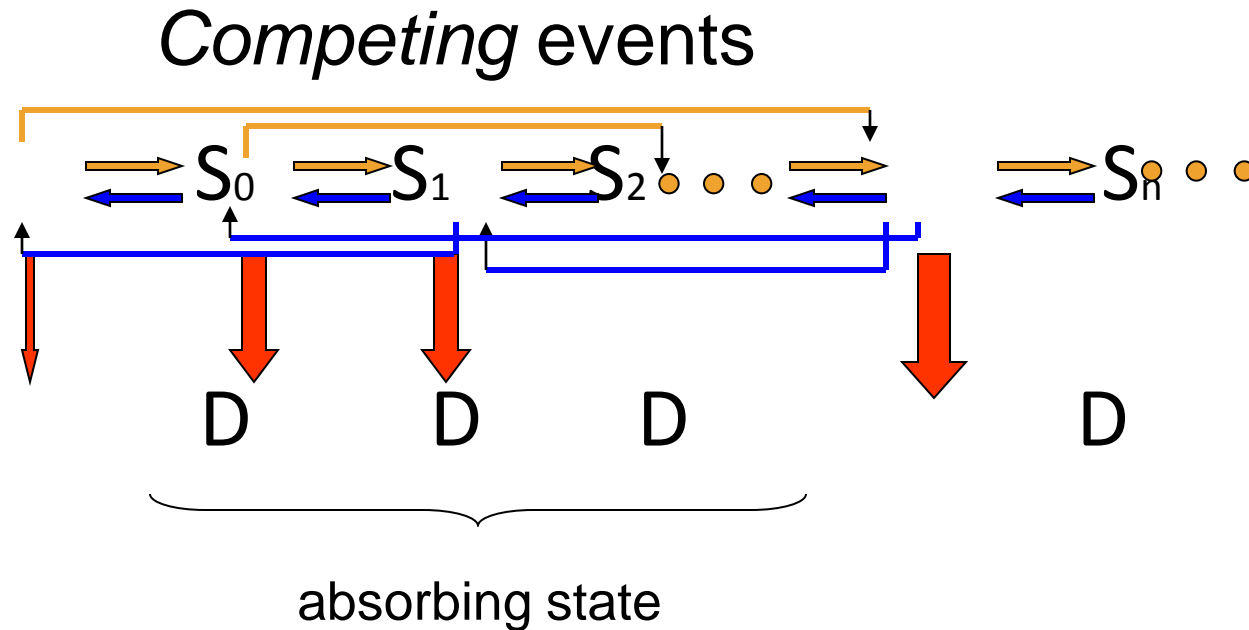 Competing events
S0 S1 S2 ● ● ● Sn ● ● ●
D D D D
absorbing state